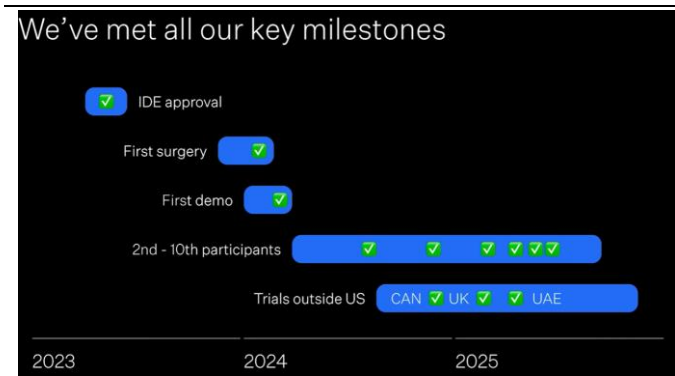 We've met all our key milestones
IDE approval
First surgery
First demo
2nd - 10th participants
Trials outside US CAN UK UAE
2023 2024 2025